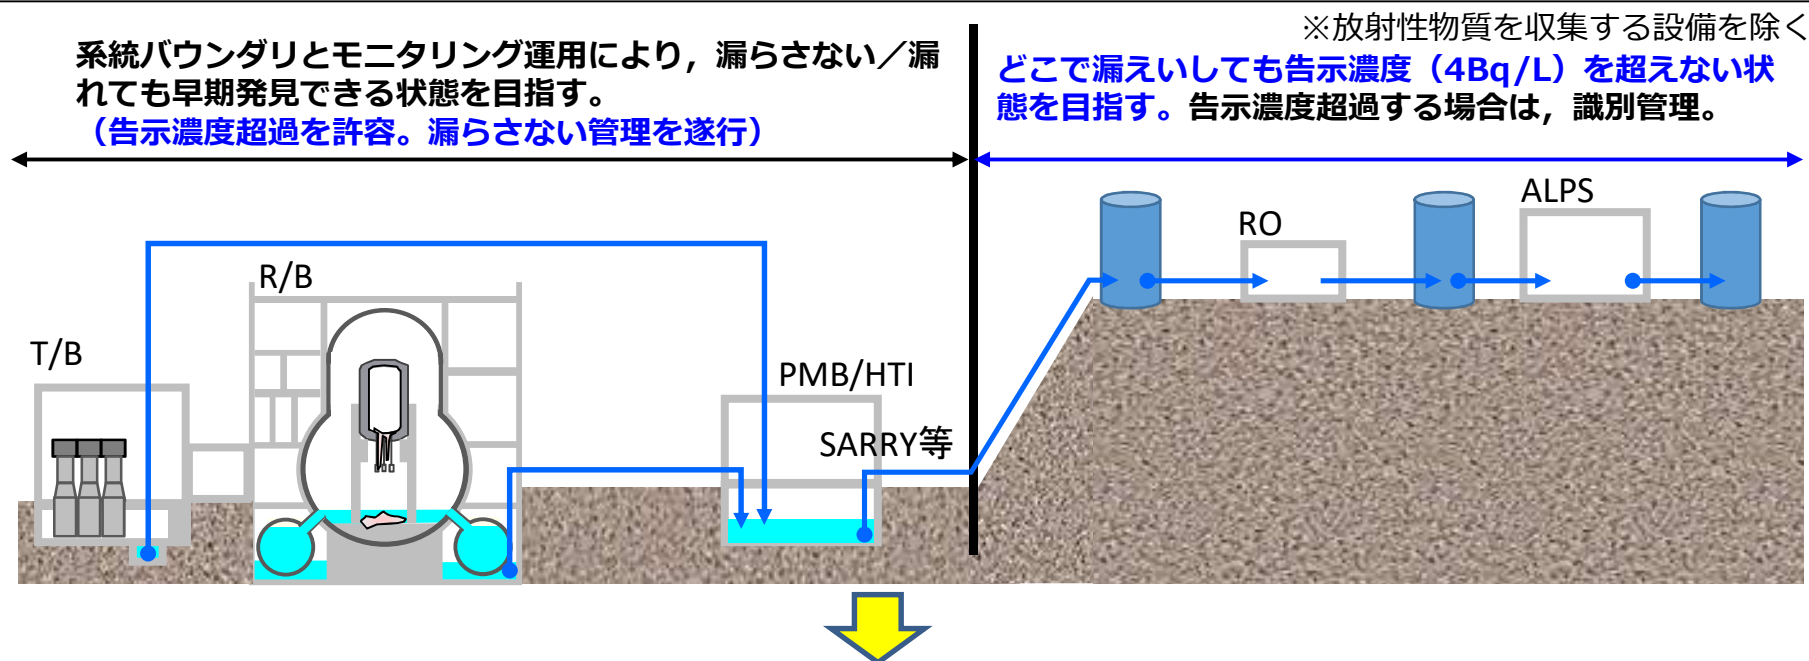 ※放射性物質を収集する設備を除く
系統バウンダリとモニタリング運用により，漏らさない／漏
れても早期発見できる状態を目指す。
（告示濃度超過を許容。漏らさない管理を遂行）
どこで漏えいしても告示濃度（4Bq/L）を超えない状
態を目指す。告示濃度超過する場合は，識別管理。
T/B
R/B
PMB/HTI
SARRY等
RO
ALPS